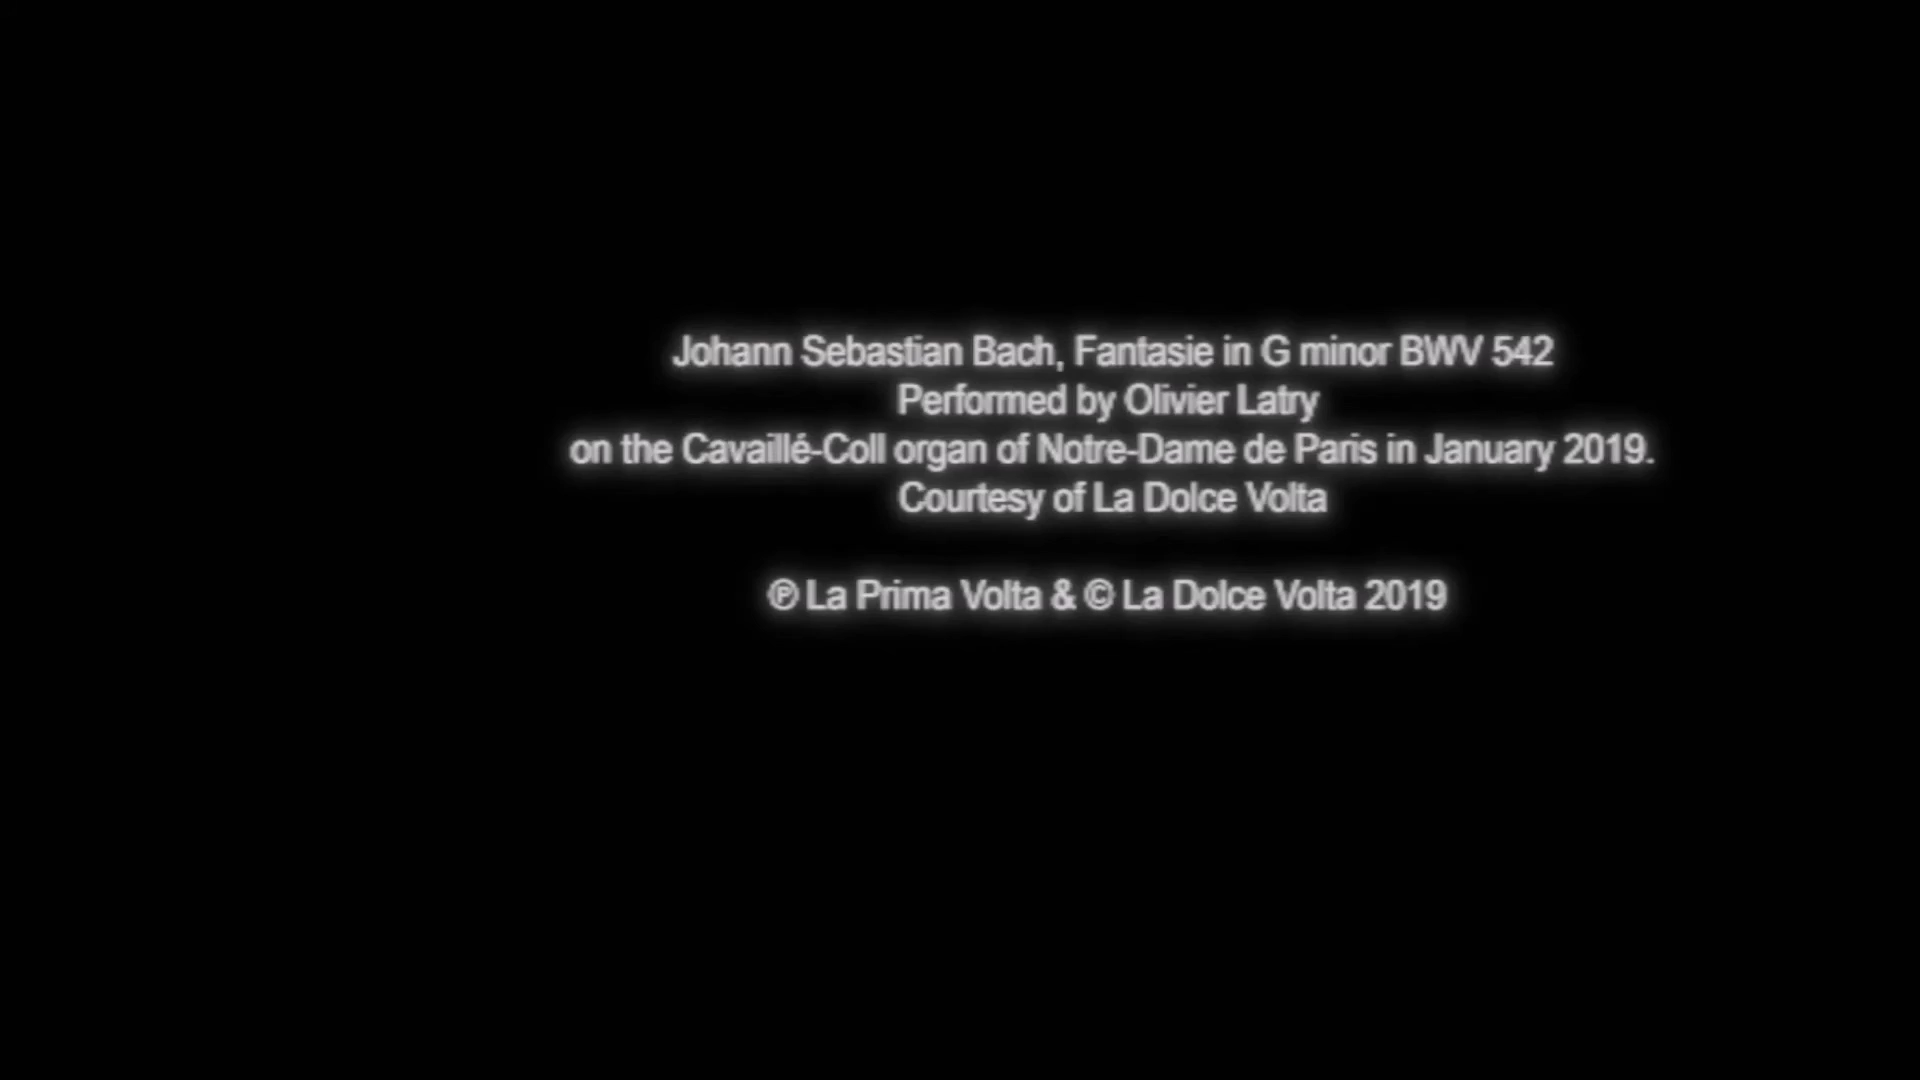 Johann Sebastian Bach, Fantasie in G minor BWV 542
Performed by Olivier Latry
on the Cavaillé-Coll organ of Notre-Dame de Paris in January 2019.
Courtesy of La Dolce Volta
℗ La Prima Volta & © La Dolce Volta 2019